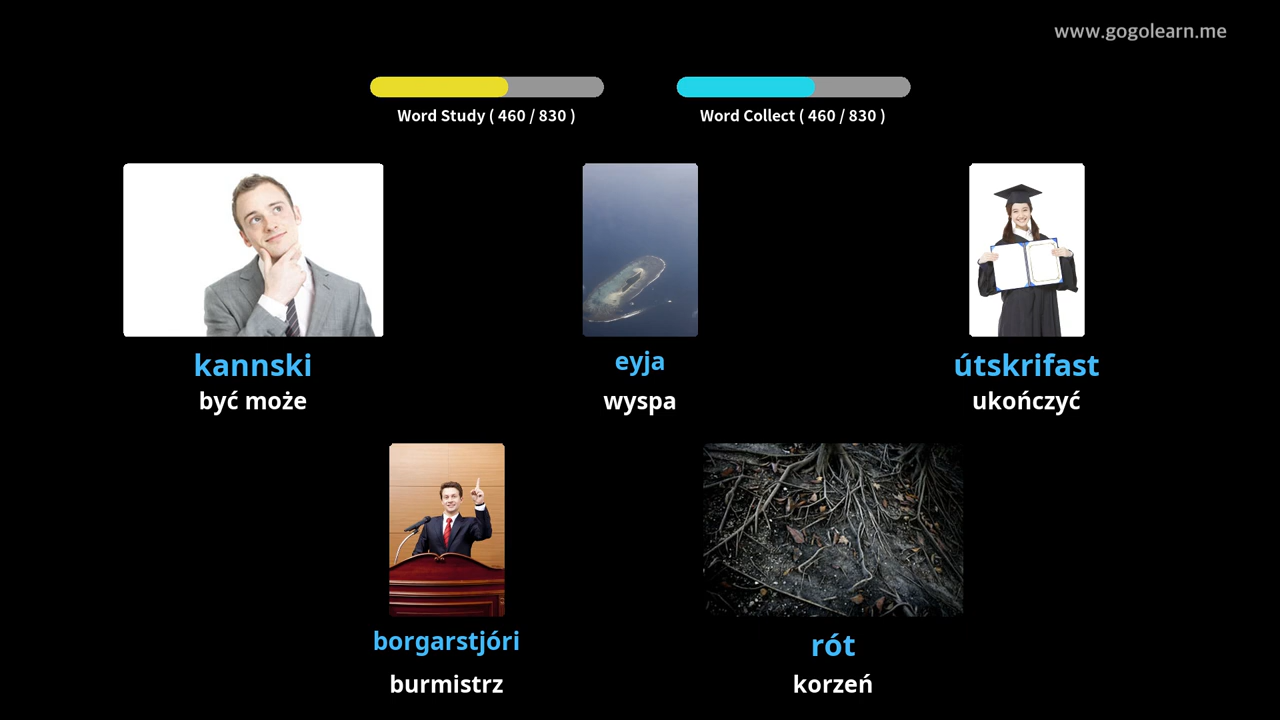 www.gogolearn.me
Word Study ( 460 / 830 )
Word Collect ( 460 / 830 )
kannski
być może
eyja
wyspa
útskrifast
ukończyć
borgarstjóri
burmistrz
rót
korzeń